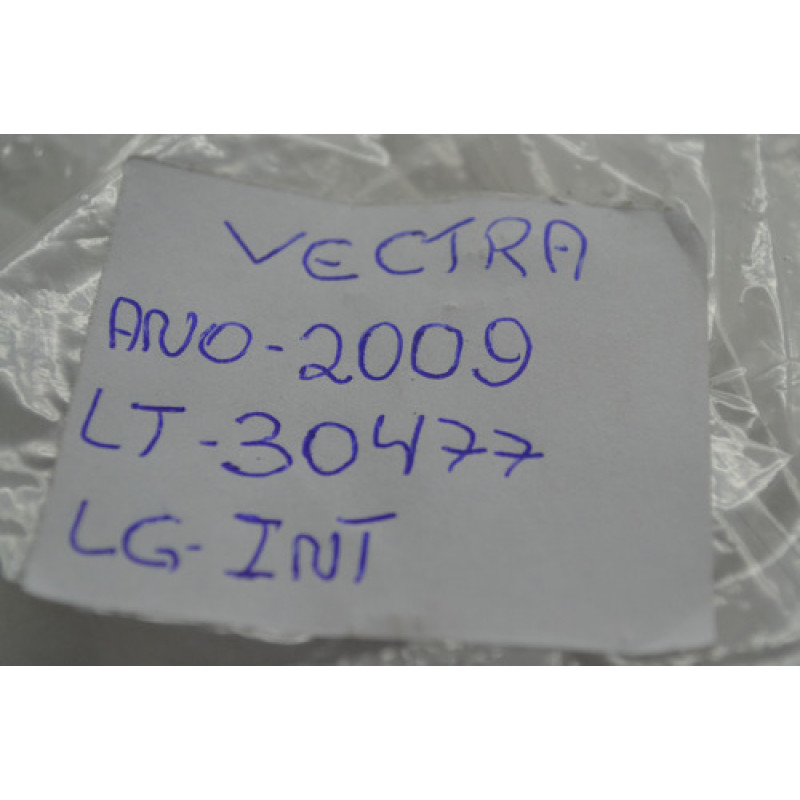 VECTRA
ANO-2009
LT-30477
LG-INT